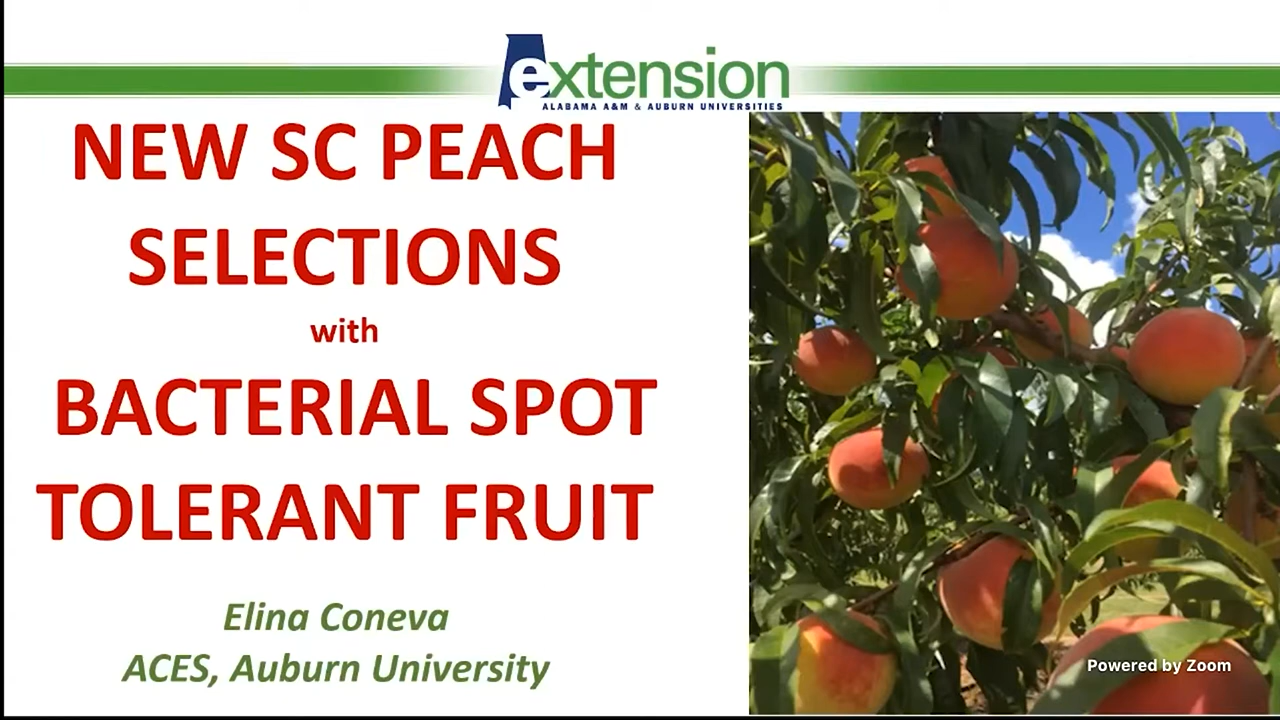 extension
ALABAMA A&M & AUBURN UNIVERSITIES
NEW SC PEACH
SELECTIONS
with
BACTERIAL SPOT
TOLERANT FRUIT
Elina Coneva
ACES, Auburn University
Powered by Zoom